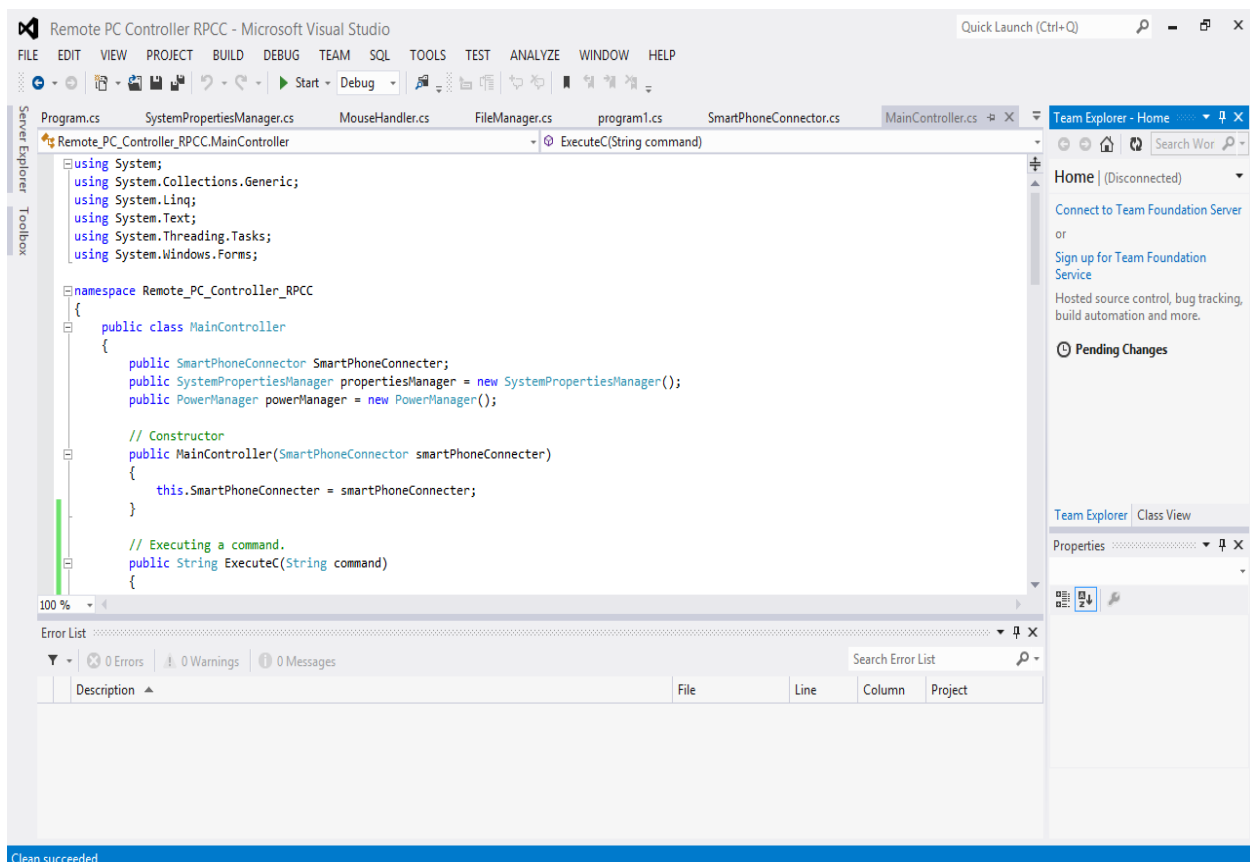 Remote PC Controller RPCC - Microsoft Visual Studio
Quick Launch (Ctrl+Q)
FILE EDIT VIEW PROJECT BUILD DEBUG TEAM SQL TOOLS TEST ANALYZE WINDOW HELP
Start Debug
Server Explorer
Toolbox
Program.cs SystemPropertiesManager.cs MouseHandler.cs FileManager.cs program1.cs SmartPhoneConnector.cs MainController.cs
Remote_PC_Controller_RPCC.MainController ExecuteC(String command)
using System;
using System.Collections.Generic;
using System.Linq;
using System.Text;
using System.Threading.Tasks;
using System.Windows.Forms;
namespace Remote_PC_Controller_RPCC
{
public class MainController
{
public SmartPhoneConnector SmartPhoneConnecter;
public SystemPropertiesManager propertiesManager = new SystemPropertiesManager();
public PowerManager powerManager = new PowerManager();
// Constructor
public MainController(SmartPhoneConnector smartPhoneConnecter)
{
this.SmartPhoneConnecter = smartPhoneConnecter;
}
// Executing a command.
public String ExecuteC(String command)
{
100 %
Team Explorer - Home
Search Wor
Home | (Disconnected)
Connect to Team Foundation Server
or
Sign up for Team Foundation
Service
Hosted source control, bug tracking,
build automation and more.
Pending Changes
Team Explorer Class View
Properties
Error List
0 Errors 0 Warnings 0 Messages
Search Error List
Description File Line Column Project
Clean succeeded